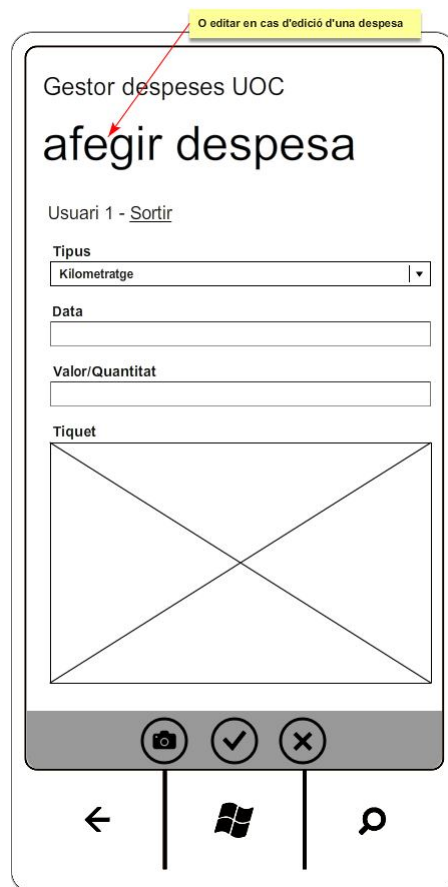 O editar en cas d'edició d'una despesa
Gestor despeses UOC
afegir despesa
Usuari 1 - Sortir
Tipus
Kilometratge
Data
Valor/Quantitat
Tiquet